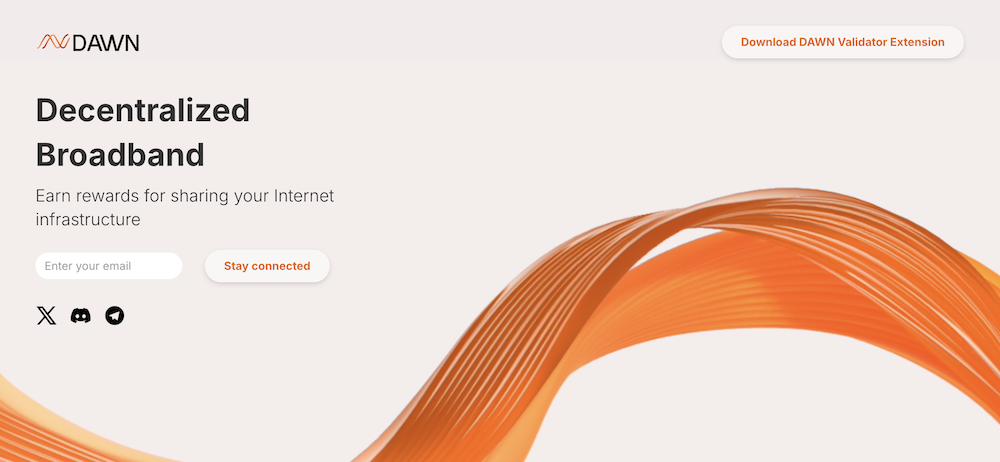 DAWN
Download DAWN Validator Extension
Decentralized
Broadband
Earn rewards for sharing your Internet
infrastructure
Enter your email
Stay connected